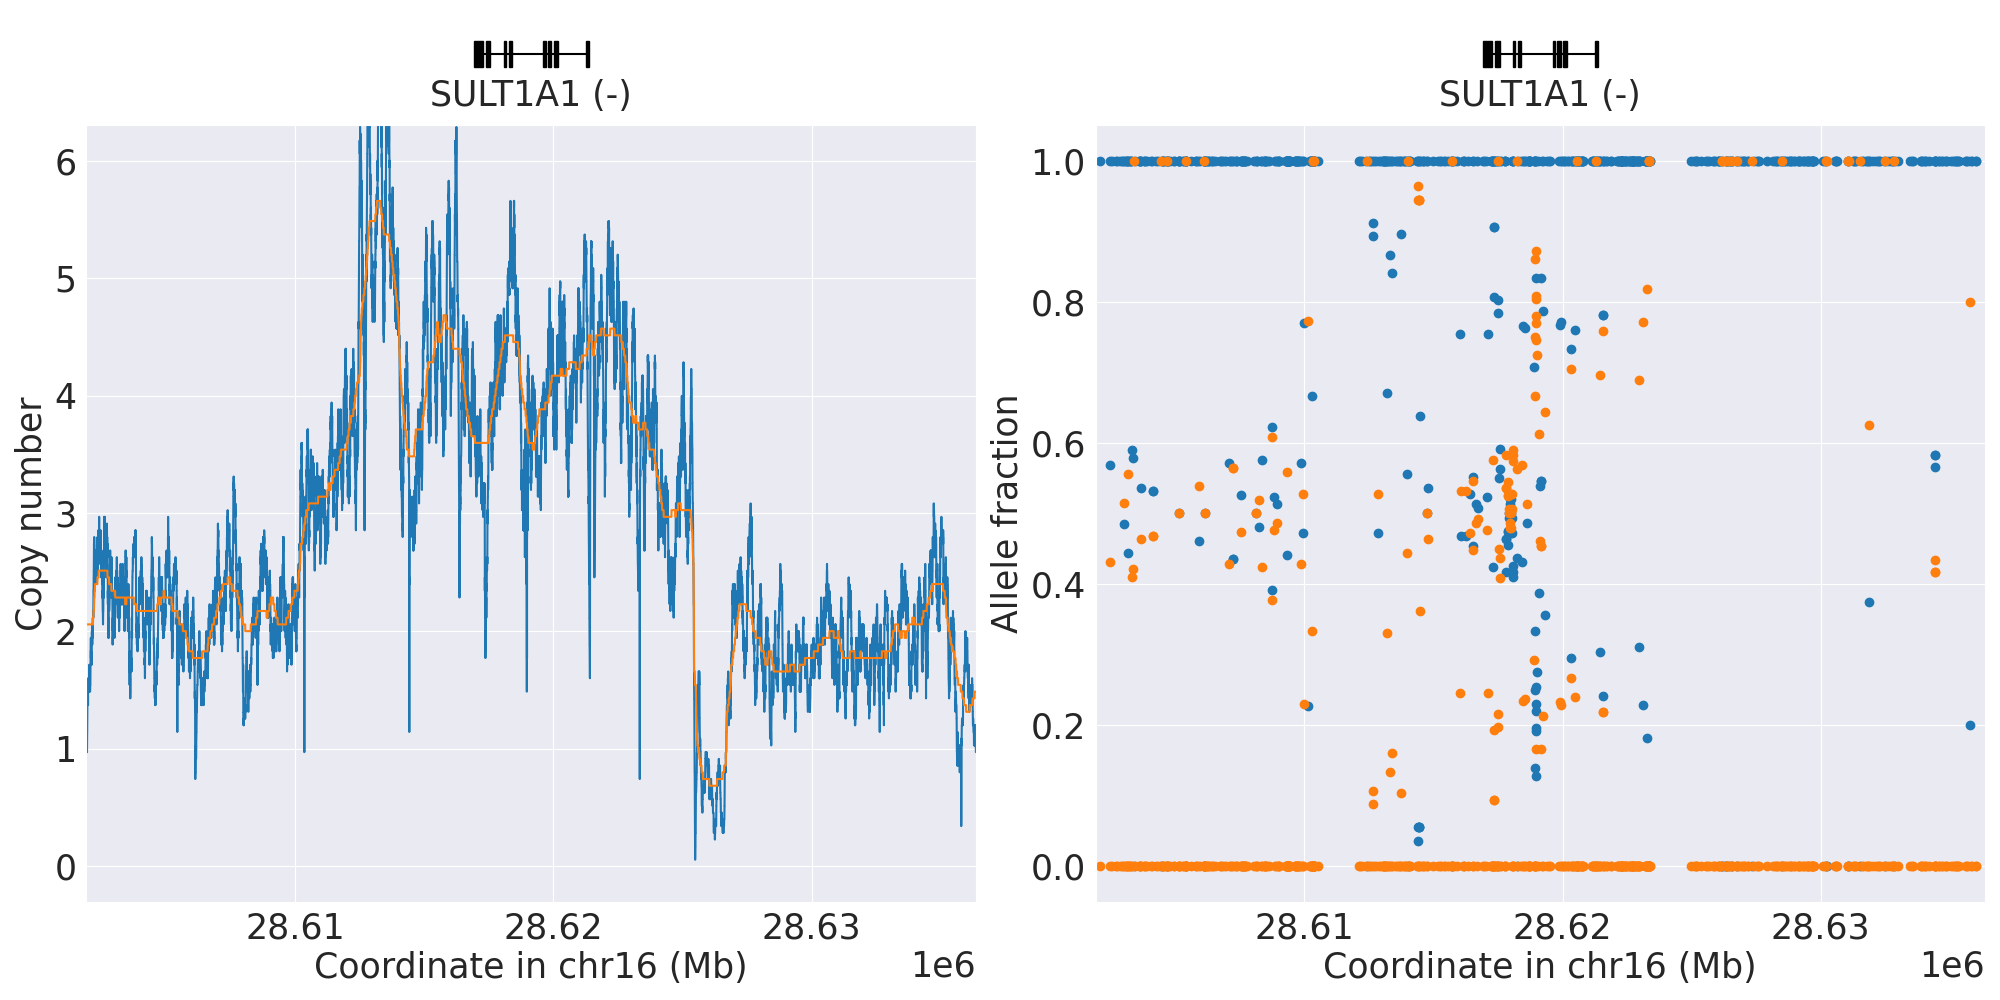 SULT1A1 (-)
6
5
4
3
2
1
0
Copy number
28.61
28.62
28.63
Coordinate in chr16 (Mb)
1e6
SULT1A1 (-)
1.0
0.8
0.6
0.4
0.2
0.0
Allele fraction
28.61
28.62
28.63
Coordinate in chr16 (Mb)
1e6